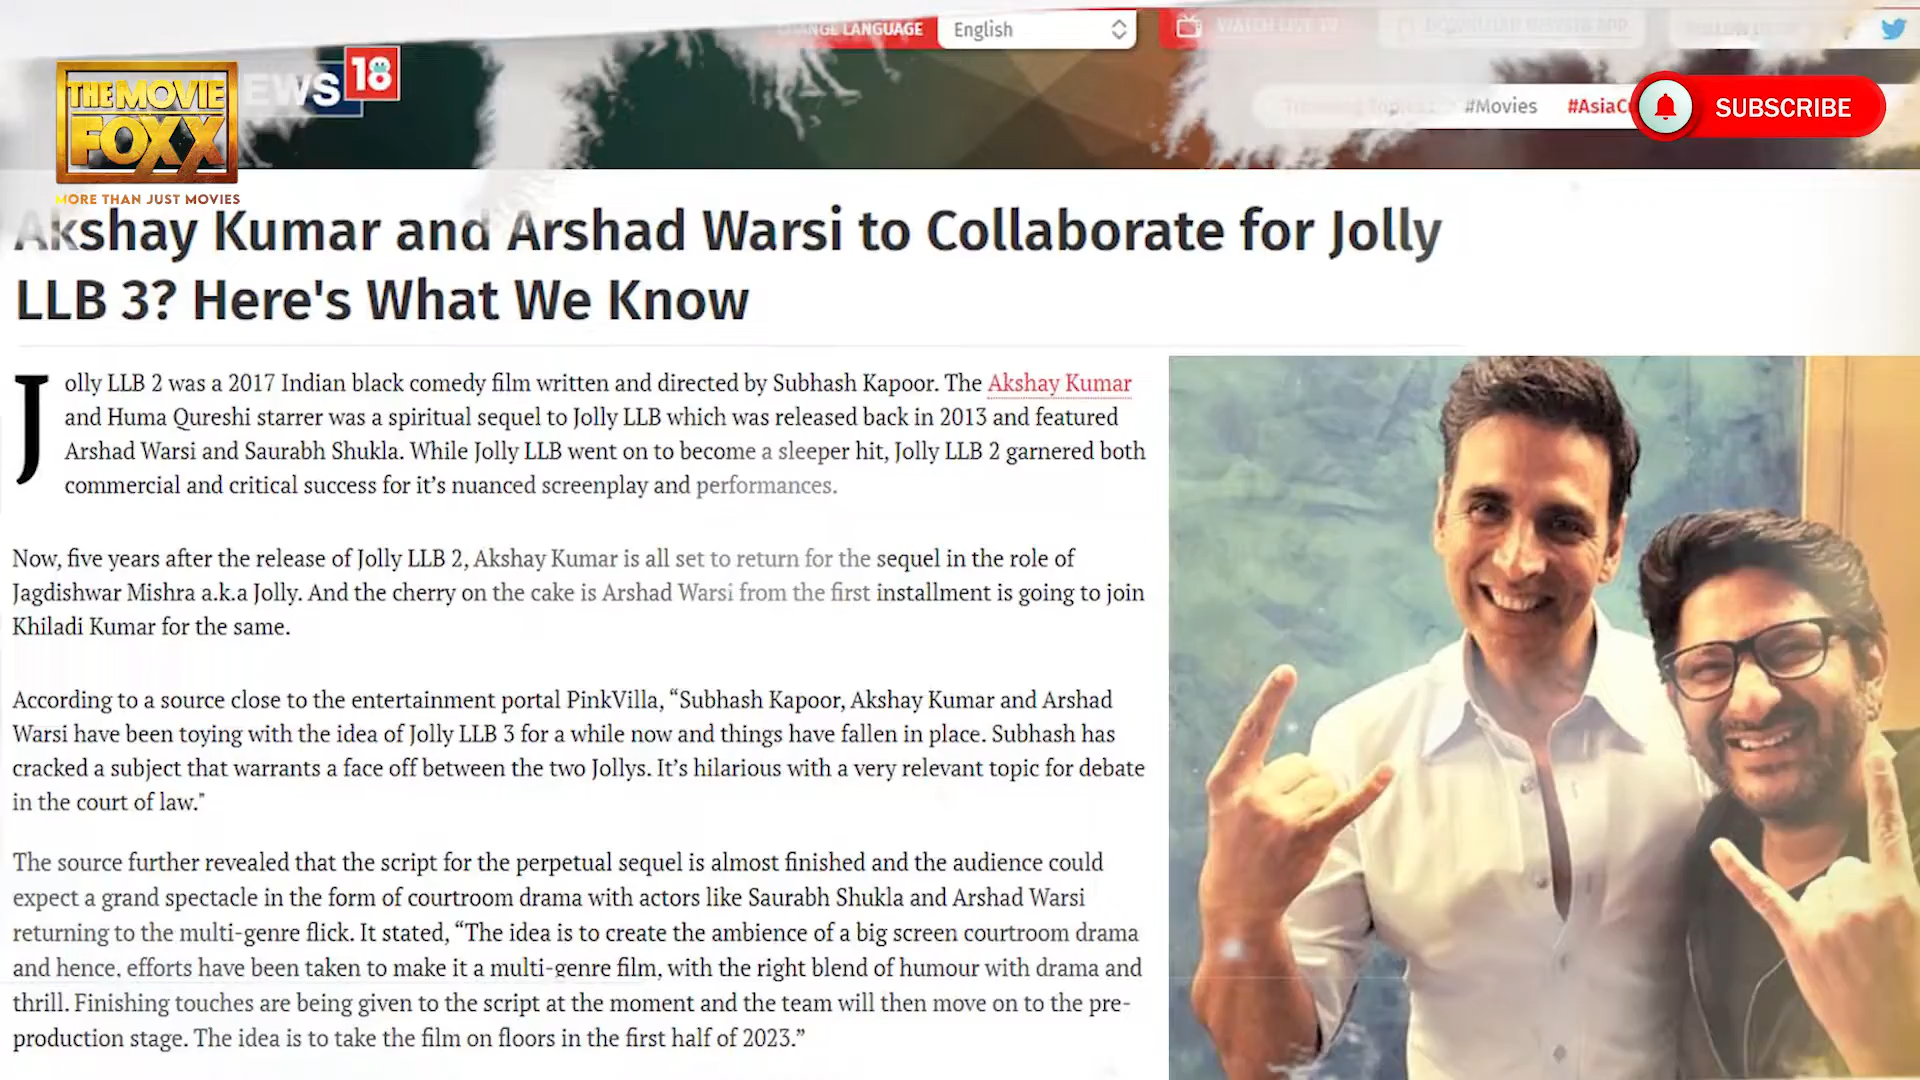 CHANGE LANGUAGE
English
WATCH LIVE TV
DOWNLOAD NEWS18 APP
FOLLOW US ON
THE MOVIE
FOXX
MORE THAN JUST MOVIES
EWS
18
Trending Topics
#Movies
#AsiaC
SUBSCRIBE
Akshay Kumar and Arshad Warsi to Collaborate for Jolly
LLB 3? Here's What We Know
Jolly LLB 2 was a 2017 Indian black comedy film written and directed by Subhash Kapoor. The Akshay Kumar
and Huma Qureshi starrer was a spiritual sequel to Jolly LLB which was released back in 2013 and featured
Arshad Warsi and Saurabh Shukla. While Jolly LLB went on to become a sleeper hit, Jolly LLB 2 garnered both
commercial and critical success for it’s nuanced screenplay and performances.
Now, five years after the release of Jolly LLB 2, Akshay Kumar is all set to return for the sequel in the role of
Jagdishwar Mishra a.k.a Jolly. And the cherry on the cake is Arshad Warsi from the first installment is going to join
Khiladi Kumar for the same.
According to a source close to the entertainment portal PinkVilla, “Subhash Kapoor, Akshay Kumar and Arshad
Warsi have been toying with the idea of Jolly LLB 3 for a while now and things have fallen in place. Subhash has
cracked a subject that warrants a face off between the two Jollys. It’s hilarious with a very relevant topic for debate
in the court of law."
The source further revealed that the script for the perpetual sequel is almost finished and the audience could
expect a grand spectacle in the form of courtroom drama with actors like Saurabh Shukla and Arshad Warsi
returning to the multi-genre flick. It stated, “The idea is to create the ambience of a big screen courtroom drama
and hence, efforts have been taken to make it a multi-genre film, with the right blend of humour with drama and
thrill. Finishing touches are being given to the script at the moment and the team will then move on to the pre-
production stage. The idea is to take the film on floors in the first half of 2023.”